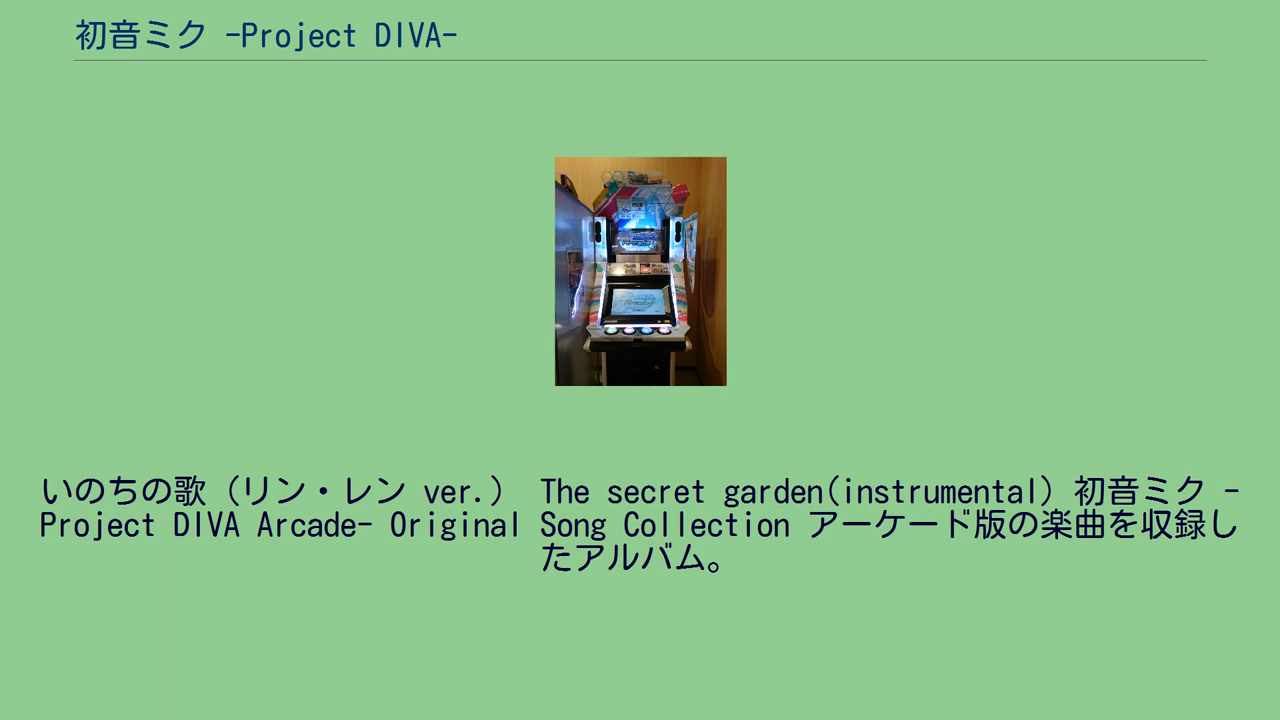 初音ミク -Project DIVA-
いのちの歌（リン・レン ver.） The secret garden(instrumental) 初音ミク -
Project DIVA Arcade- Original Song Collection アーケード版の楽曲を収録し
たアルバム。